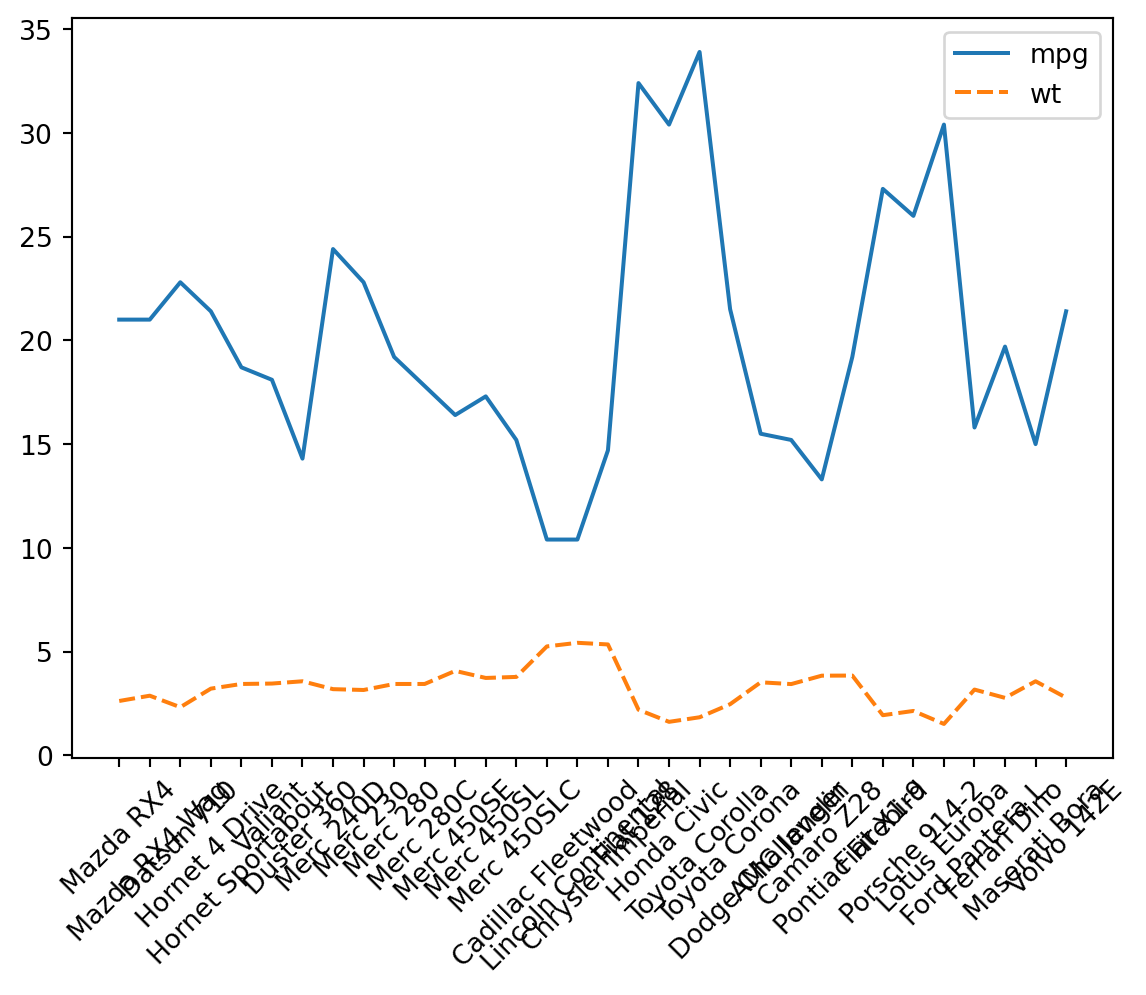 35
30
25
20
15
10
5
0
mpg
wt
Mazda RX4
Mazda RX4 Wag
Datsun 710
Hornet 4 Drive
Hornet Sportabout
Valiant
Duster 360
Merc 240D
Merc 230
Merc 280
Merc 280C
Merc 450SE
Merc 450SL
Merc 450SLC
Cadillac Fleetwood
Lincoln Continental
Chrysler Imperial
Fiat 128
Honda Civic
Toyota Corolla
Toyota Corona
Dodge Challenger
AMC Javelin
Camaro Z28
Pontiac Firebird
Fiat X1-9
Porsche 914-2
Lotus Europa
Ford Pantera L
Ferrari Dino
Maserati Bora
Volvo 142E